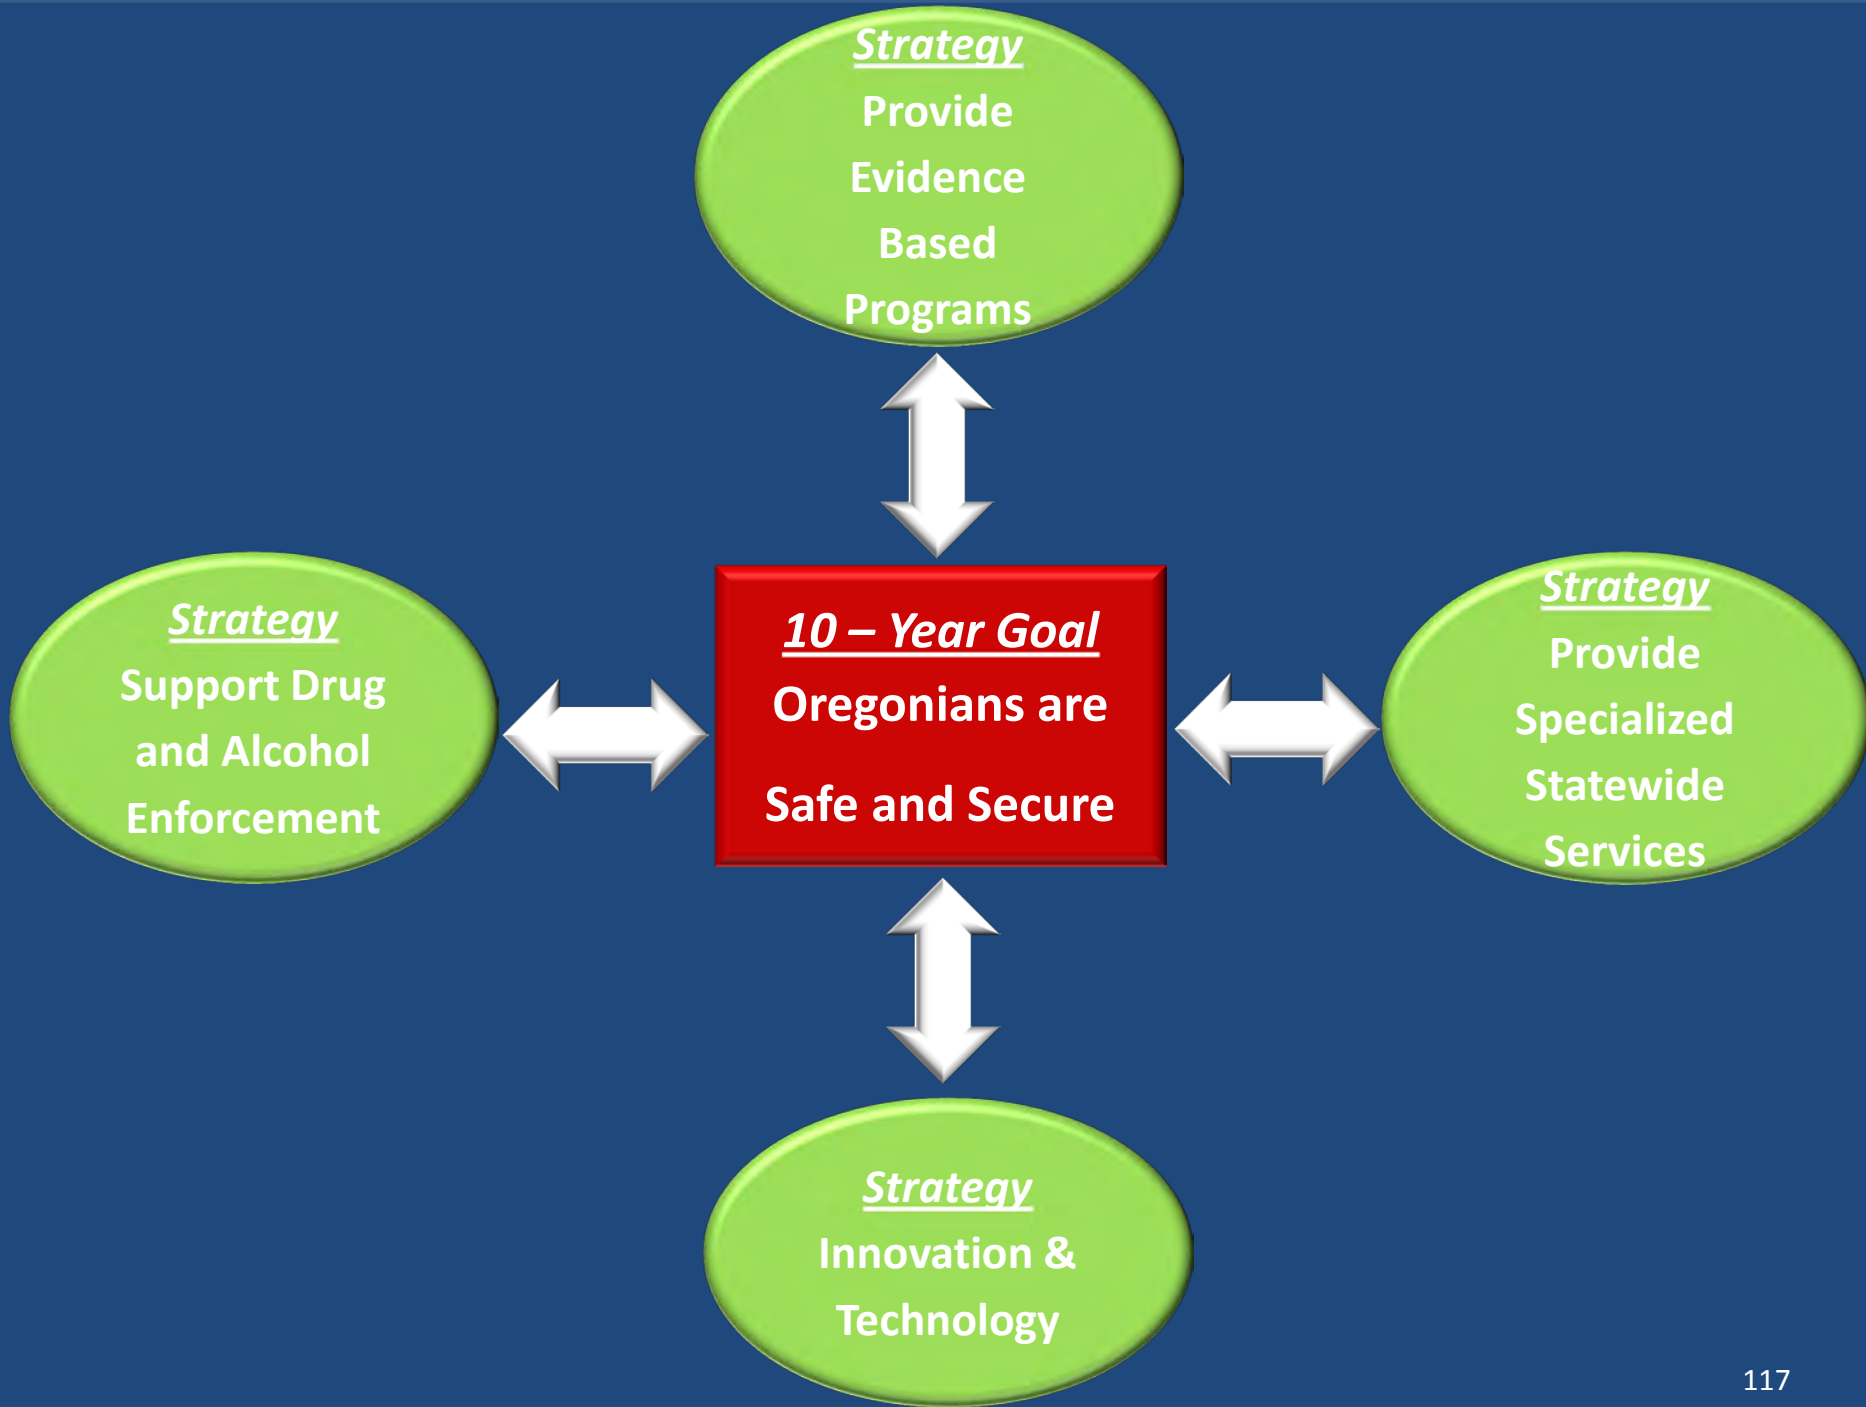 Strategy
Provide
Evidence
Based
Programs
Strategy
Support Drug
and Alcohol
Enforcement
10 – Year Goal
Oregonians are
Safe and Secure
Strategy
Provide
Specialized
Statewide
Services
Strategy
Innovation &
Technology
117